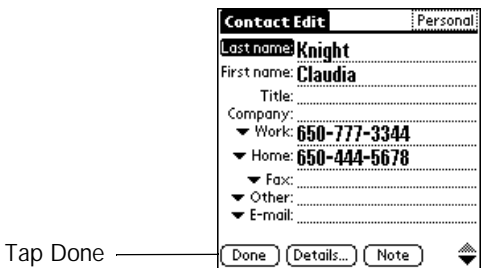 Contact Edit Personal
Last name: Knight
First name: Claudia
Title:
Company:
Work: 650-777-3344
Home: 650-444-5678
Fax:
Other:
E-mail:
Tap Done
Done Details... Note